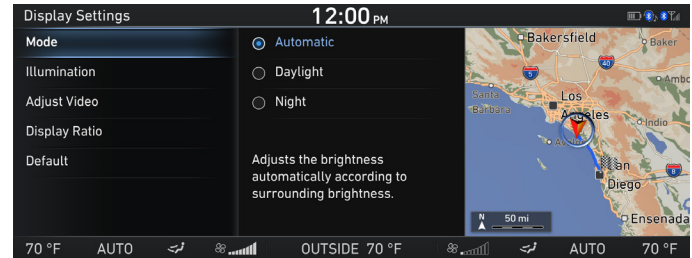 Display Settings
12:00 PM
Mode
Illumination
Adjust Video
Display Ratio
Default
Automatic
Daylight
Night
Adjusts the brightness
automatically according to
surrounding brightness.
Bakersfield
Baker
40
5
Santa
Barbara
Los
Angeles
Indio
8
Diego
Ensenada
N
50 mi
70 °F
AUTO
OUTSIDE 70 °F
AUTO
70 °F